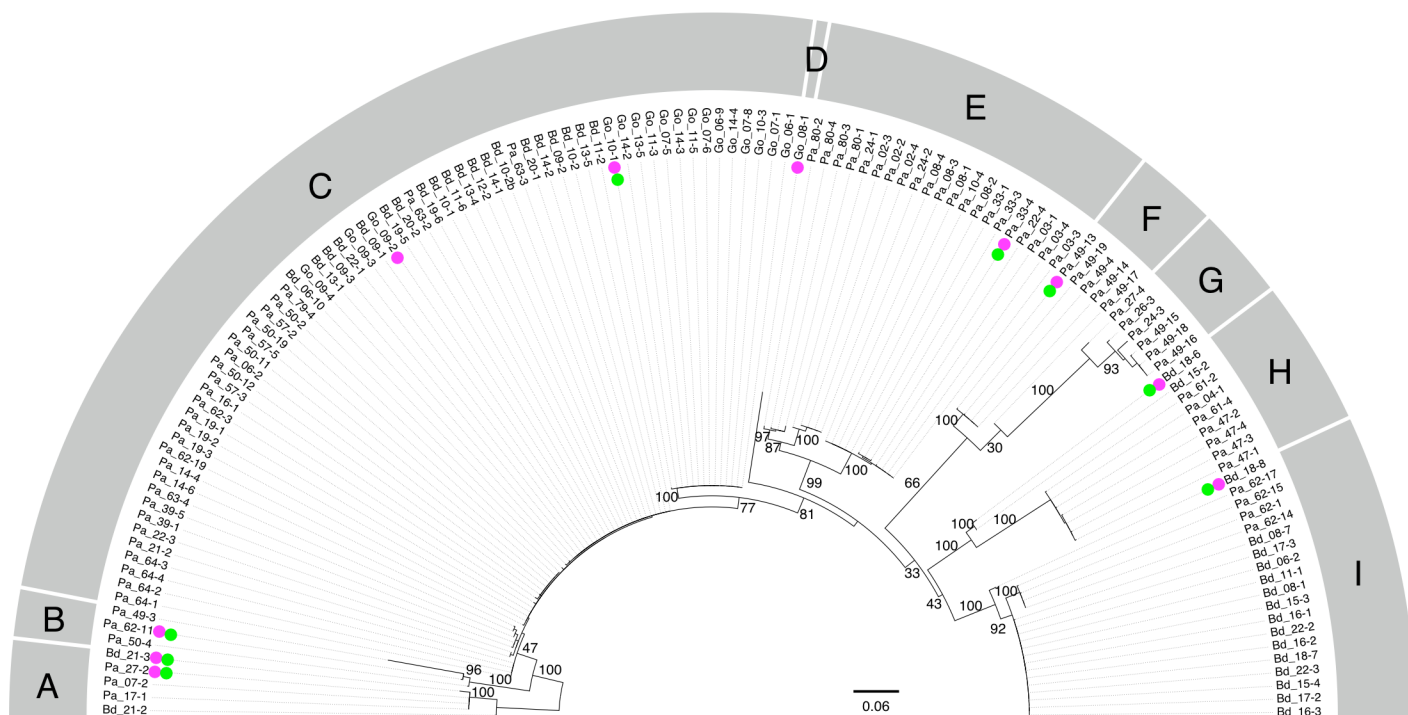 A
B
C
D
E
F
G
H
I
Bd_21-2
Pa_17-1
Pa_07-2
Pa_27-2
Bd_21-3
Pa_50-4
Pa_62-11
Pa_49-3
Pa_64-1
Pa_64-2
Pa_64-4
Pa_64-3
Pa_21-2
Pa_22-3
Pa_39-1
Pa_39-5
Pa_63-4
Pa_14-6
Pa_14-4
Pa_62-19
Pa_19-3
Pa_19-2
Pa_19-1
Pa_62-3
Pa_16-1
Pa_57-3
Pa_50-12
Pa_06-2
Pa_50-11
Pa_57-5
Pa_50-19
Pa_57-2
Pa_50-2
Pa_79-4
Bd_06-10
Go_09-4
Bd_13-1
Bd_09-3
Bd_22-1
Go_09-3
Bd_09-1
Go_09-2
Bd_19-5
Bd_20-2
Pa_63-2
Bd_19-6
Bd_10-1
Bd_11-6
Bd_13-4
Bd_12-2
Bd_14-1
Bd_10-2b
Pa_63-3
Bd_20-1
Bd_14-2
Bd_09-2
Bd_10-2
Bd_13-5
Bd_11-2
Go_10-1
Go_14-2
Go_13-5
Go_11-3
Go_07-5
Go_14-3
Go_11-5
Go_07-6
Go_06-9
Go_14-4
Go_07-8
Go_10-3
Go_07-1
Go_06-1
Go_08-1
Pa_80-2
Pa_80-4
Pa_80-3
Pa_80-1
Pa_24-1
Pa_02-3
Pa_02-2
Pa_02-4
Pa_24-2
Pa_08-4
Pa_08-3
Pa_08-1
Pa_10-4
Pa_08-2
Pa_33-1
Pa_33-3
Pa_33-4
Pa_22-4
Pa_03-1
Pa_03-4
Pa_03-3
Pa_49-13
Pa_49-19
Pa_49-4
Pa_49-14
Pa_49-17
Pa_27-4
Pa_26-3
Pa_24-3
Pa_49-15
Pa_49-18
Pa_49-16
Bd_18-6
Bd_15-2
Pa_61-2
Pa_04-1
Pa_61-4
Pa_47-2
Pa_47-4
Pa_47-3
Pa_47-1
Bd_18-8
Pa_62-17
Pa_62-15
Pa_62-1
Pa_62-14
Bd_08-7
Bd_17-3
Bd_06-2
Bd_11-1
Bd_08-1
Bd_15-3
Bd_16-1
Bd_22-2
Bd_16-2
Bd_18-7
Bd_22-3
Bd_15-4
Bd_17-2
Bd_16-3
93
100
100
30
97
87
100
100
99
66
100
77
81
100
100
100
33
43
100
100
92
47
96
100
100
100
0.06